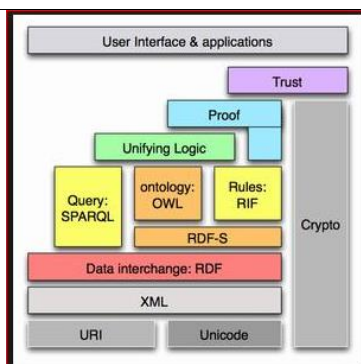 User Interface & applications
Trust
Proof
Unifying Logic
Query:
SPARQL
ontology:
OWL
Rules:
RIF
Crypto
RDF-S
Data interchange: RDF
XML
URI
Unicode